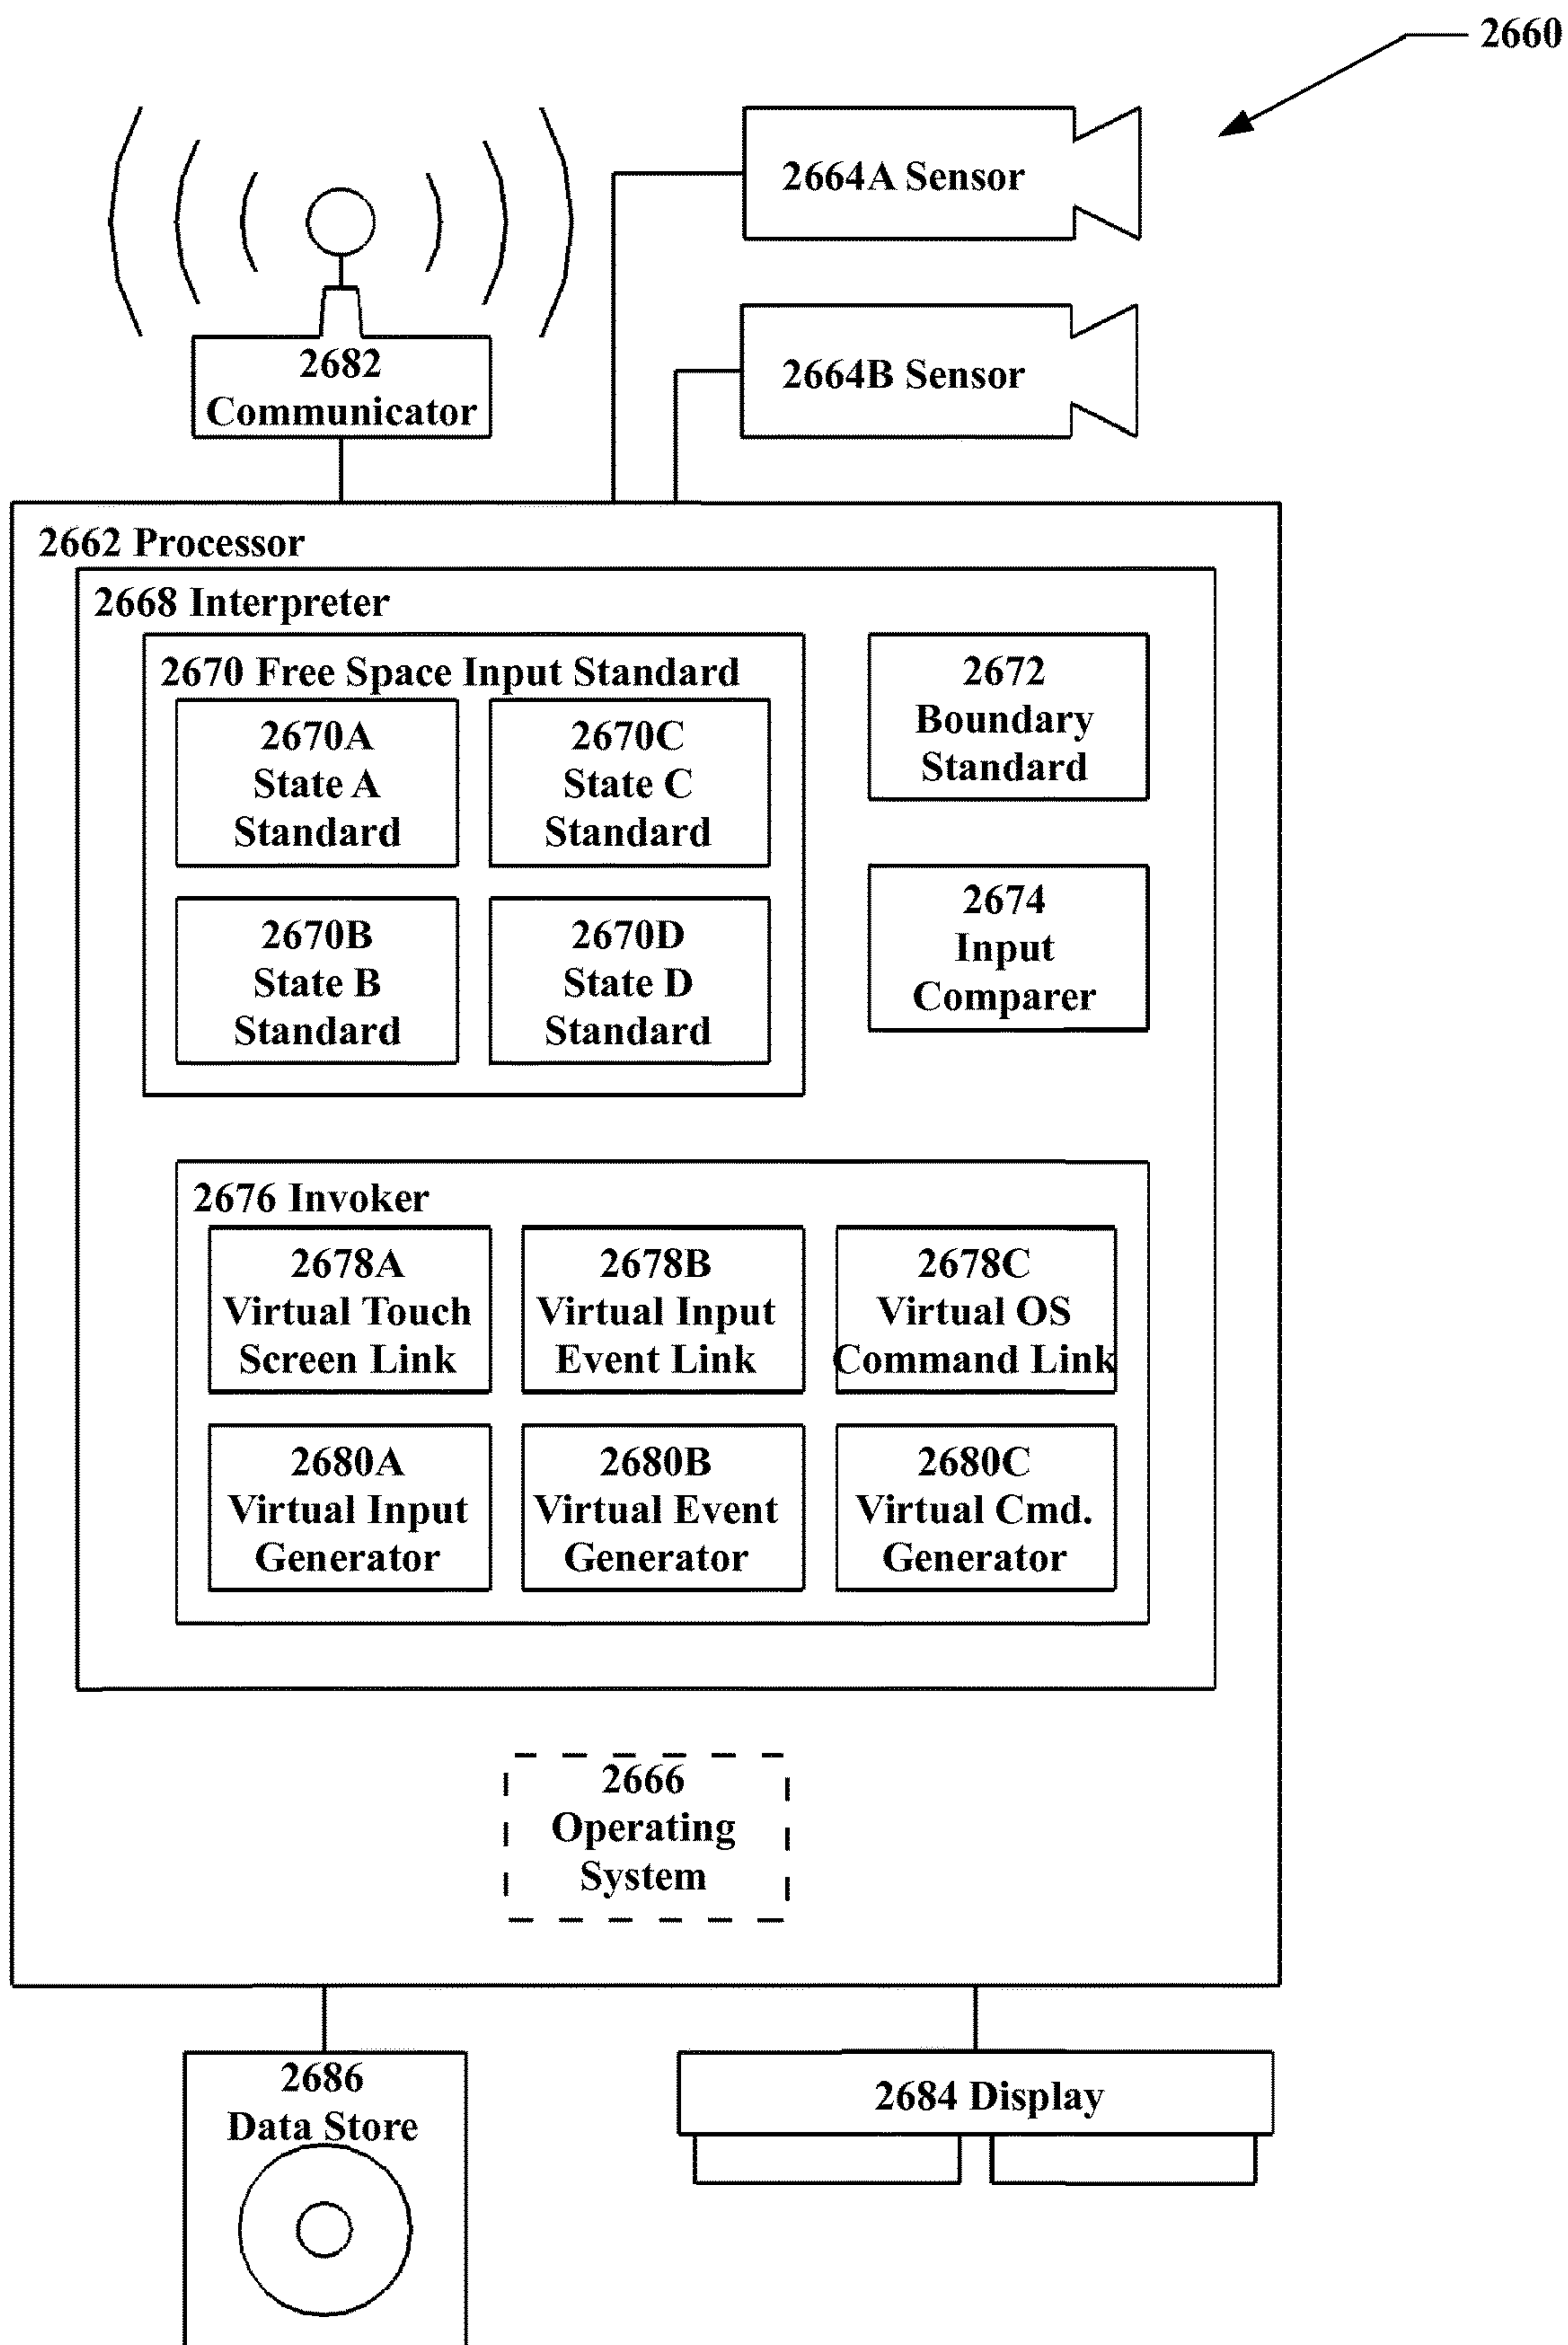 2660
2664A Sensor
2664B Sensor
2682
Communicator
2662 Processor
2668 Interpreter
2670 Free Space Input Standard
2670A
State A
Standard
2670C
State C
Standard
2670B
State B
Standard
2670D
State D
Standard
2672
Boundary
Standard
2674
Input
Comparer
2676 Invoker
2678A
Virtual Touch
Screen Link
2678B
Virtual Input
Event Link
2678C
Virtual OS
Command Link
2680A
Virtual Input
Generator
2680B
Virtual Event
Generator
2680C
Virtual Cmd.
Generator
2666
Operating
System
2686
Data Store
2684 Display